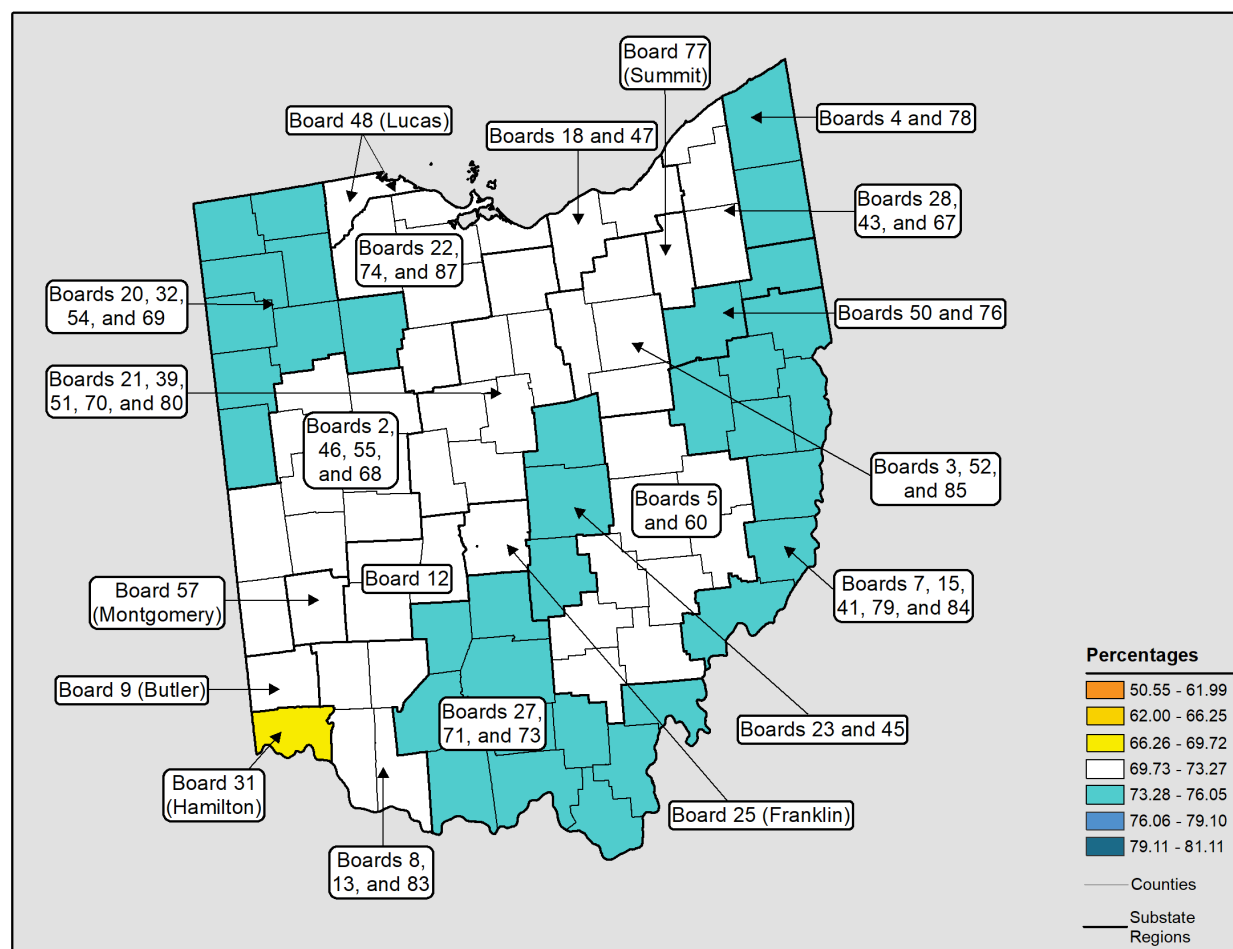 Board 77
(Summit)
Boards 4 and 78
Board 48 (Lucas)
Boards 18 and 47
Boards 28,
43, and 67
Boards 22,
74, and 87
Boards 20, 32,
54, and 69
Boards 50 and 76
Boards 21, 39,
51, 70, and 80
Boards 2,
46, 55,
and 68
Boards 3, 52,
and 85
Boards 5
and 60
Board 12
Board 57
(Montgomery)
Boards 7, 15,
41, 79, and 84
Board 9 (Butler)
Boards 27,
71, and 73
Boards 23 and 45
Board 31
(Hamilton)
Board 25 (Franklin)
Boards 8,
13, and 83
Percentages
50.55 - 61.99
62.00 - 66.25
66.26 - 69.72
69.73 - 73.27
73.28 - 76.05
76.06 - 79.10
79.11 - 81.11
Counties
Substate
Regions